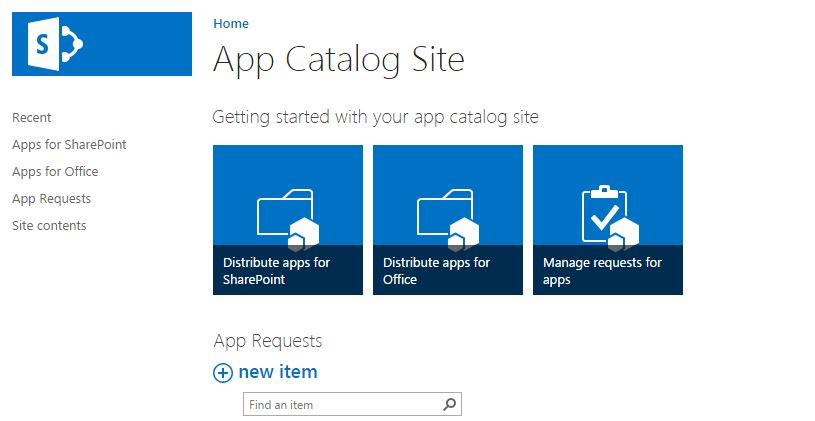 S
Home
App Catalog Site
Recent
Apps for SharePoint
Apps for Office
App Requests
Site contents
Getting started with your app catalog site
Distribute apps for
SharePoint
Distribute apps for
Office
Manage requests for
apps
App Requests
new item
Find an item